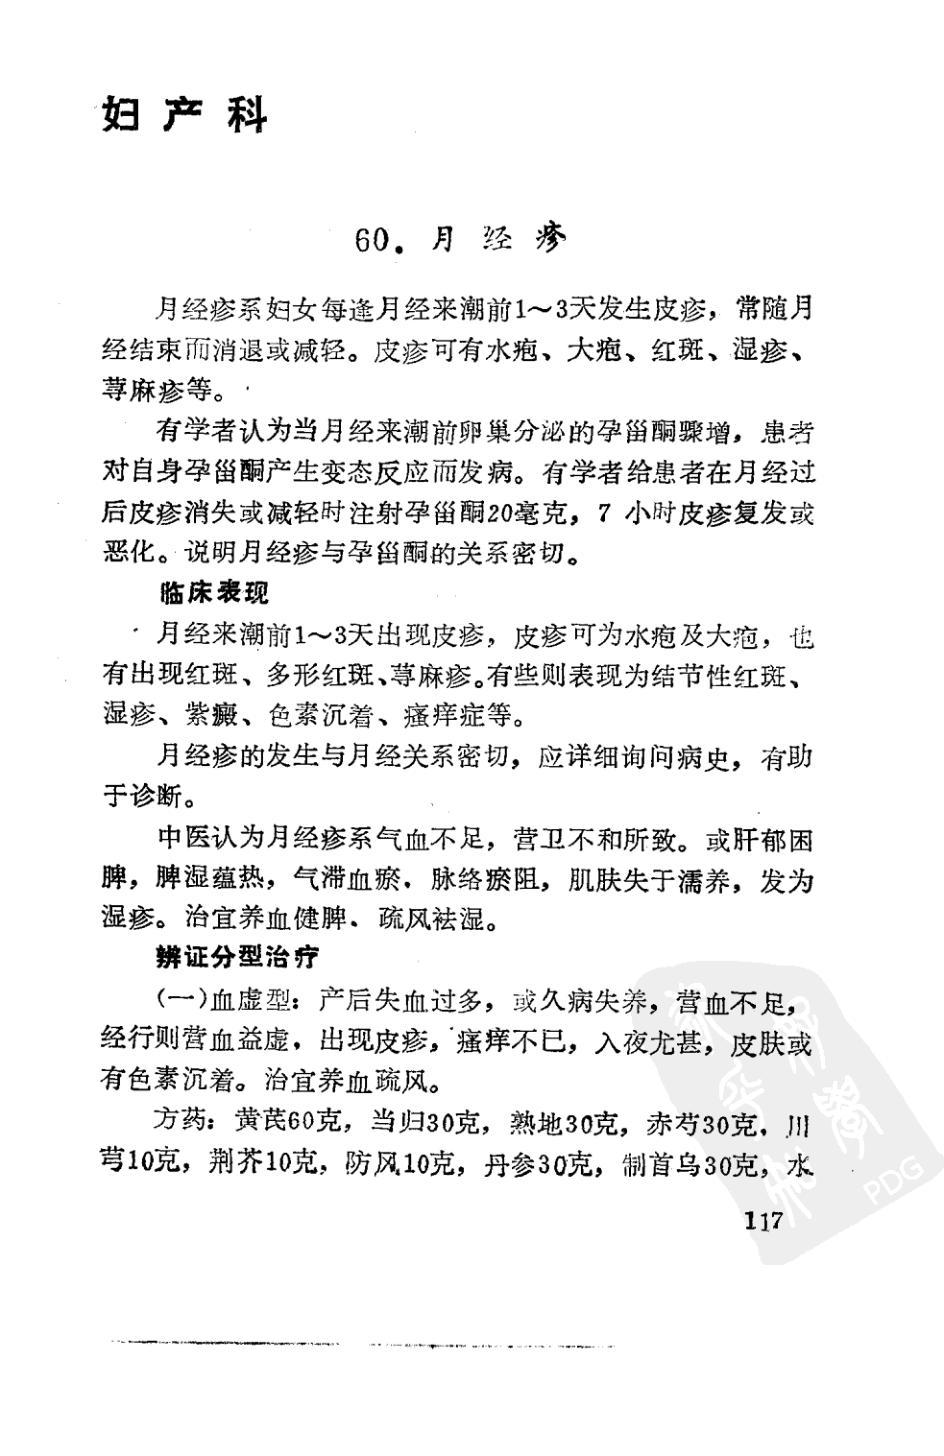 妇产科
60．月经疹
月经疹系妇女每逢月经来潮前1～3天发生皮疹，常随月
经结束而消退或减轻。皮疹可有水疱、大疱、红斑、湿疹、
荨麻疹等。
有学者认为当月经来潮前卵巢分泌的孕甾酮骤增，患者
对自身孕甾酮产生变态反应而发病。有学者给患者在月经过
后皮疹消失或减轻时注射孕甾酮20毫克，7 小时皮疹复发或
恶化。说明月经疹与孕甾酮的关系密切。
临床表现
月经来潮前1～3天出现皮疹，皮疹可为水疱及大疱，也
有出现红斑、多形红斑、荨麻疹。有些则表现为结节性红斑、
湿疹、紫癜、色素沉着、瘙痒症等。
月经疹的发生与月经关系密切，应详细询问病史，有助
于诊断。
中医认为月经疹系气血不足，营卫不和所致。或肝郁困
脾，脾湿蕴热，气滞血瘀．脉络瘀阻，肌肤失于濡养，发为
湿疹。治宜养血健脾、疏风祛湿。
辨证分型治疗
（一）血虚型：产后失血过多，或久病失养，营血不足，
经行则营血益虚，出现皮疹，瘙痒不已，入夜尤甚，皮肤或
有色素沉着。治宜养血疏风。
方药：黄芪60克，当归30克，熟地30克，赤芍30克，川
芎10克，荆芥10克，防风10克，丹参30克，制首乌30克，水
117
PDG